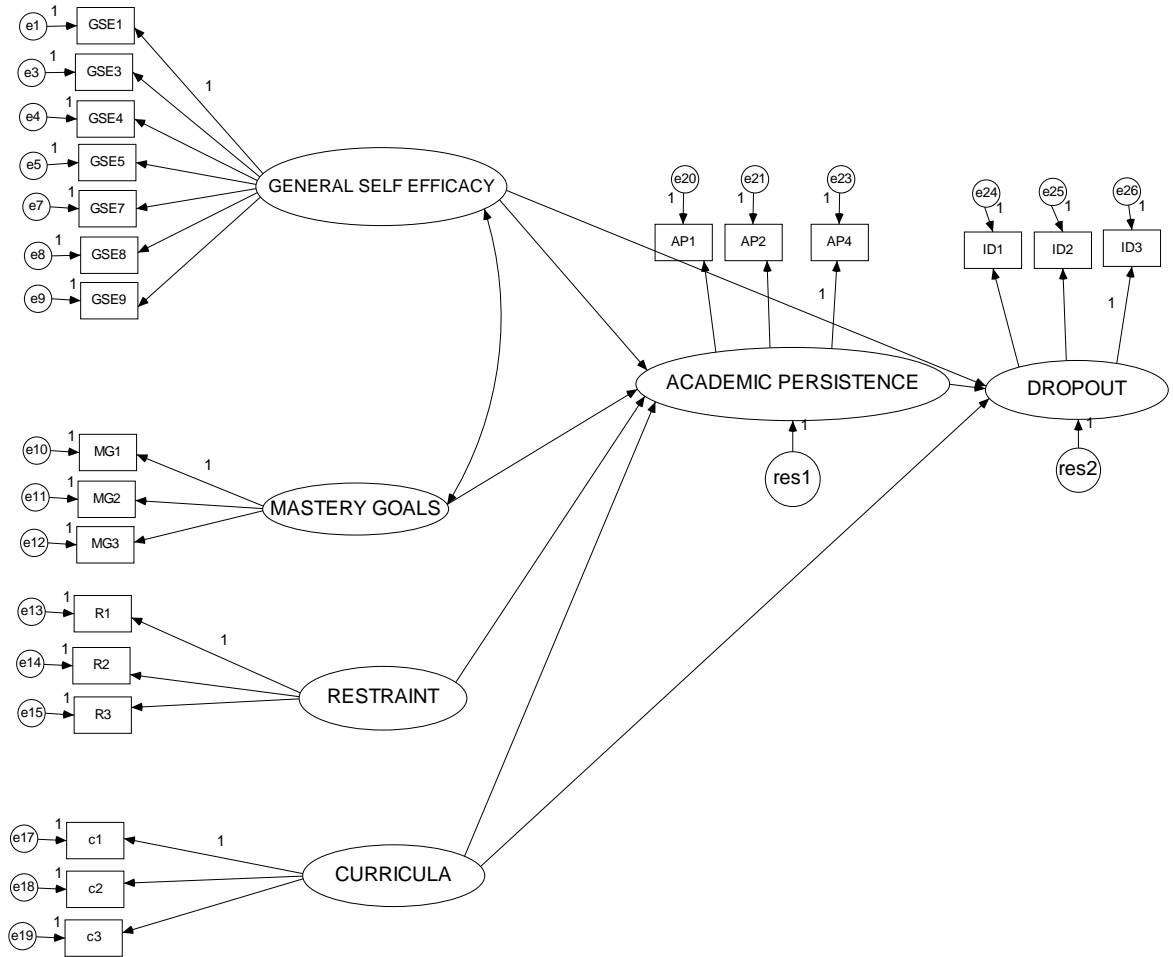 e1 1 GSE1
e3 1 GSE3
1
e4 1 GSE4
e5 1 GSE5
e7 1 GSE7
e8 1 GSE8
e9 1 GSE9
GENERAL SELF EFFICACY
e20 e21 e23
1 1 1
AP1 AP2 AP4
1
e24 e25 e26
1 1 1
ID1 ID2 ID3
1
ACADEMIC PERSISTENCE
DROPOUT
1
res1
1
res2
e10 1 MG1
1
e11 1 MG2
e12 1 MG3
MASTERY GOALS
e13 1 R1
1
e14 1 R2
e15 1 R3
RESTRAINT
e17 1 c1
1
e18 1 c2
e19 1 c3
CURRICULA